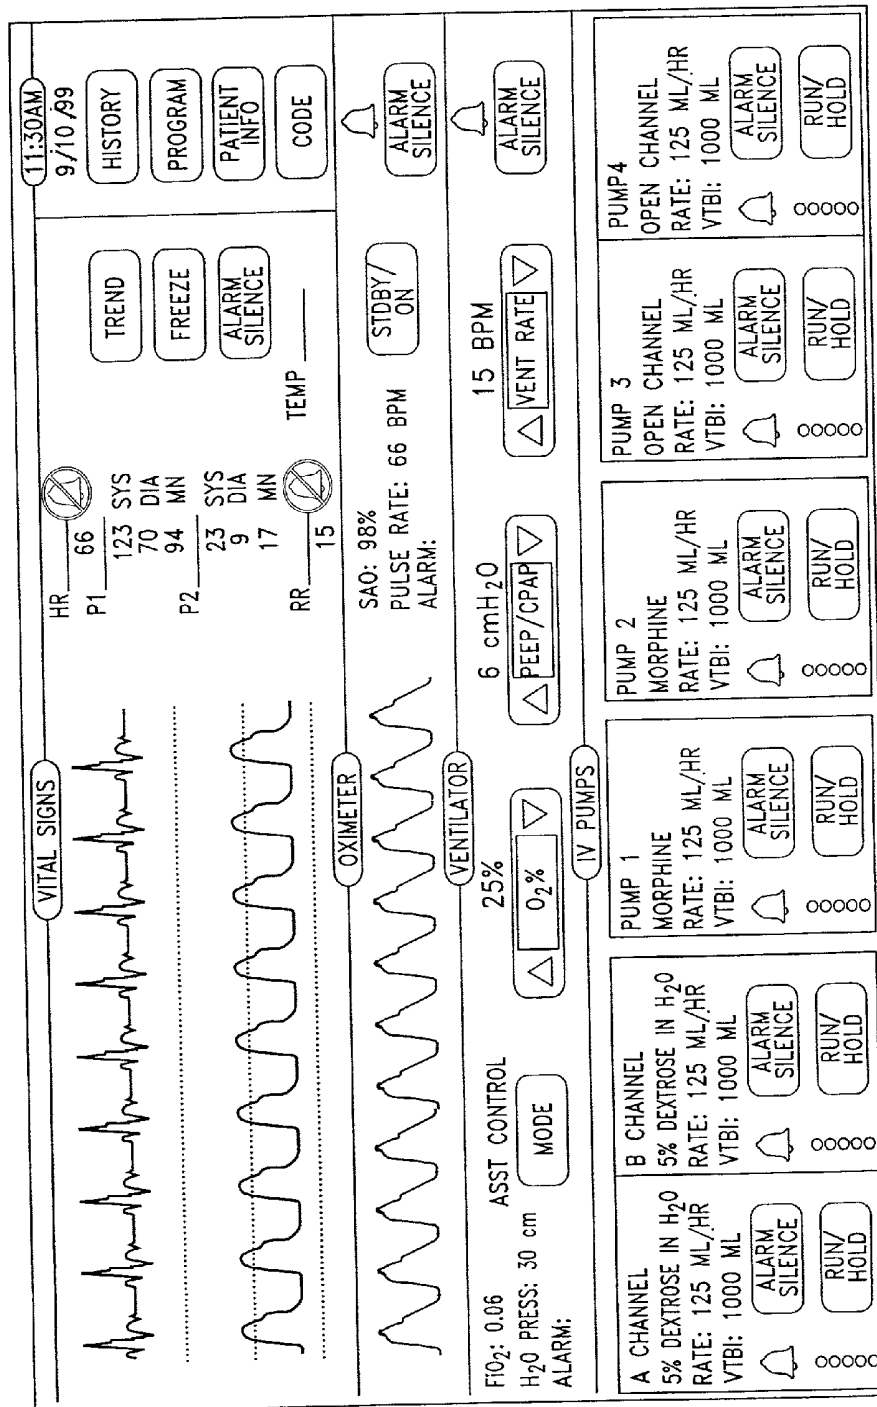 VITAL SIGNS
11:30AM
9/10/99
HR
66
P1
123 SYS
70 DIA
94 MN
P2
23 SYS
9 DIA
17 MN
RR
15
TEMP
TREND
FREEZE
ALARM
SILENCE
HISTORY
PROGRAM
PATIENT
INFO
CODE
OXIMETER
SAO: 98%
PULSE RATE: 66 BPM
ALARM:
STDBY/
ON
ALARM
SILENCE
VENTILATOR
FIO2: 0.06
H2O PRESS: 30 cm
ALARM:
ASST CONTROL
MODE
25%
O2%
6 cmH2O
PEEP/CPAP
15 BPM
VENT RATE
ALARM
SILENCE
IV PUMPS
A CHANNEL
5% DEXTROSE IN H2O
RATE: 125 ML/HR
VTBI: 1000 ML
ALARM
SILENCE
RUN/
HOLD
B CHANNEL
5% DEXTROSE IN H2O
RATE: 125 ML/HR
VTBI: 1000 ML
ALARM
SILENCE
RUN/
HOLD
PUMP 1
MORPHINE
RATE: 125 ML/HR
VTBI: 1000 ML
ALARM
SILENCE
RUN/
HOLD
PUMP 2
MORPHINE
RATE: 125 ML/HR
VTBI: 1000 ML
ALARM
SILENCE
RUN/
HOLD
PUMP 3
OPEN CHANNEL
RATE: 125 ML/HR
VTBI: 1000 ML
ALARM
SILENCE
RUN/
HOLD
PUMP4
OPEN CHANNEL
RATE: 125 ML/HR
VTBI: 1000 ML
ALARM
SILENCE
RUN/
HOLD